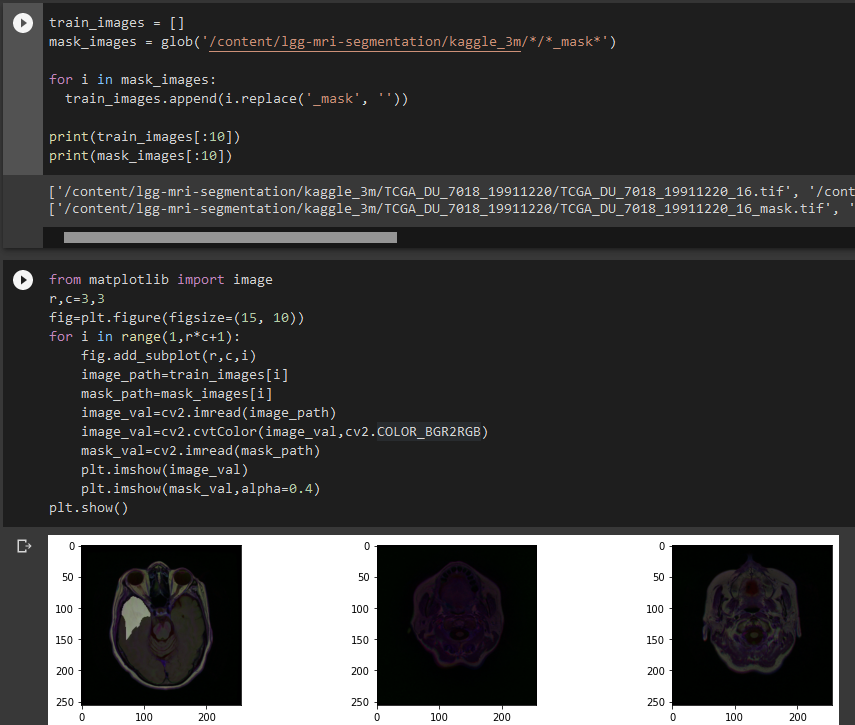 train_images = []
mask_images = glob('/content/lgg-mri-segmentation/kaggle_3m/*/*_mask*')
for i in mask_images:
train_images.append(i.replace('_mask', ''))
print(train_images[:10])
print(mask_images[:10])
['/content/lgg-mri-segmentation/kaggle_3m/TCGA_DU_7018_19911220/TCGA_DU_7018_19911220_16.tif', '/cont
['/content/lgg-mri-segmentation/kaggle_3m/TCGA_DU_7018_19911220/TCGA_DU_7018_19911220_16_mask.tif', '
from matplotlib import image
r,c=3,3
fig=plt.figure(figsize=(15, 10))
for i in range(1,r*c+1):
fig.add_subplot(r,c,i)
image_path=train_images[i]
mask_path=mask_images[i]
image_val=cv2.imread(image_path)
image_val=cv2.cvtColor(image_val,cv2.COLOR_BGR2RGB)
mask_val=cv2.imread(mask_path)
plt.imshow(image_val)
plt.imshow(mask_val,alpha=0.4)
plt.show()
0 0 0
50 50 50
100 100 100
150 150 150
200 200 200
250 250 250
0 100 200 0 100 200 0 100 200